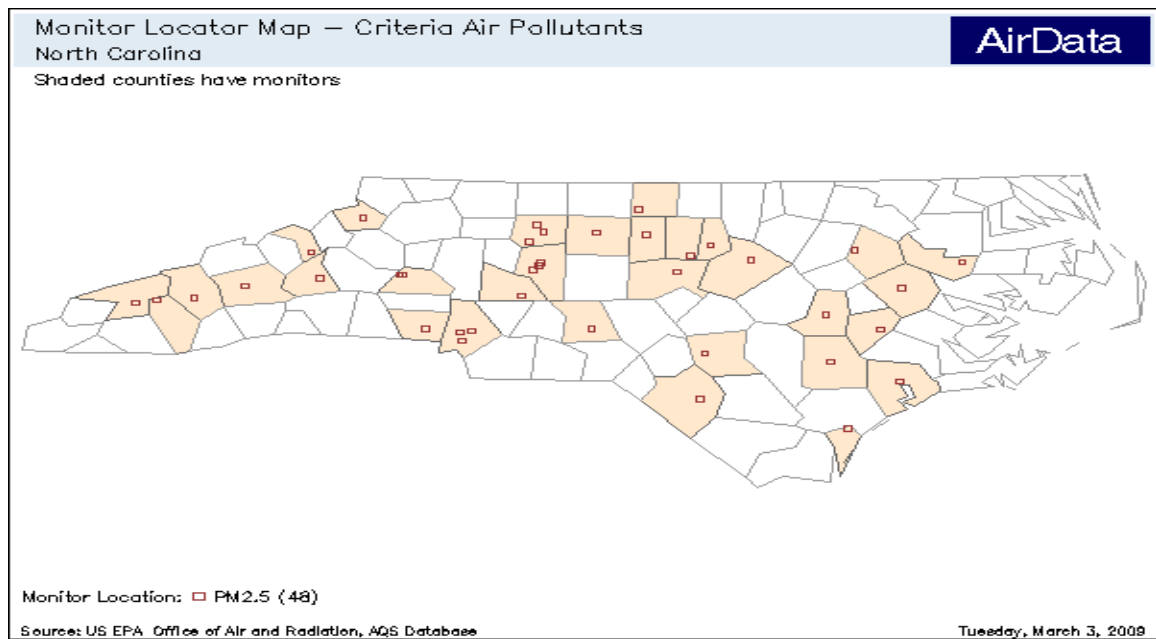 Monitor Locator Map – Criteria Air Pollutants
North Carolina
AirData
Shaded counties have monitors
Monitor Location: PM2.5 (48)
Source: US EPA Office of Air and Radiation, AQS Database
Tuesday, March 3, 2009